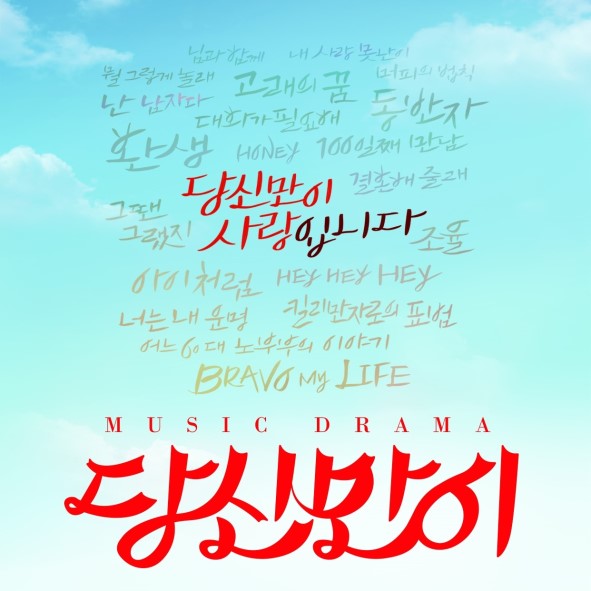 님과 함께 내 사랑 못난이
뭘 그렇게 놀래 고래의 꿈 머피의 법칙
난 남자다 대화가 필요해 동반자
환생 HONEY 100일째 만남
당신만이 결혼해 줄래
그땐 그랬지 사랑입니다 조율
아이처럼 HEY HEY HEY
너는 내 운명 킬리만자로의 표범
어느 60대 노부부의 이야기
BRAVO MY LIFE
MUSIC DRAMA
당신만이